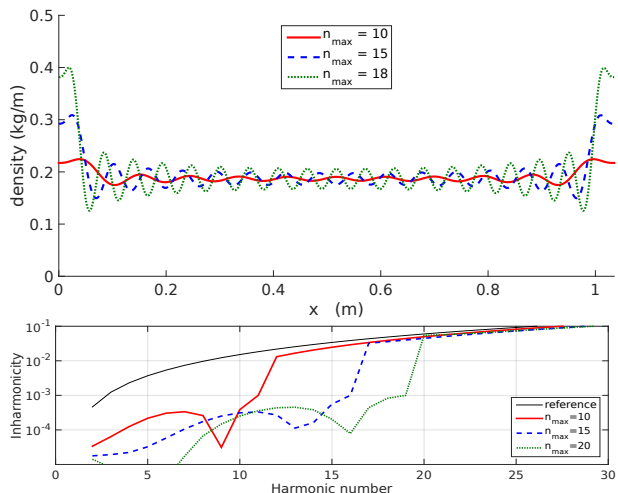 0.5
0.4
0.3
0.2
0.1
0
density (kg/m)
n_max = 10
n_max = 15
n_max = 18
0 0.2 0.4 0.6 0.8 1
x (m)
10^-1
10^-2
10^-3
10^-4
Inharmonicity
reference
n_max=10
n_max=15
n_max=20
0 5 10 15 20 25 30
Harmonic number